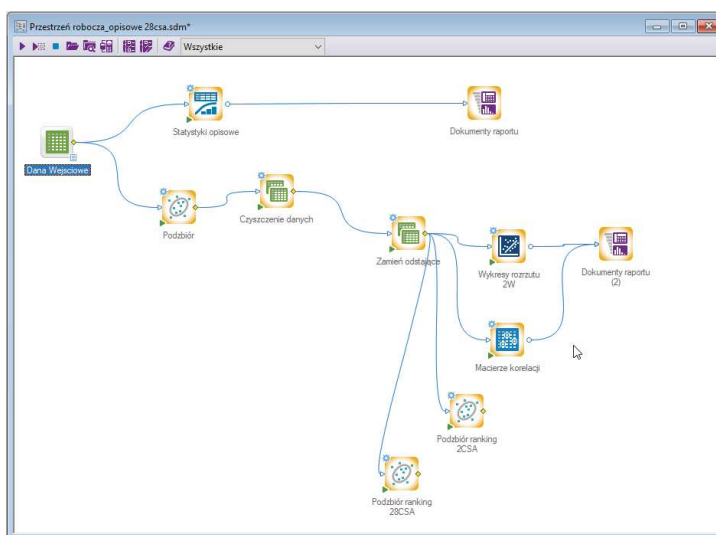 Przestrzeń robocza_opisowe 28csa.sdm*
Wszystkie
Statystyki opisowe
Dokumenty raportu
Dana Wejsciowe
Podzbiór
Czyszczenie danych
Zamień odstające
Wykresy rozrzutu
2W
Dokumenty raportu
(2)
Macierze korelacji
Podzbiór ranking
2CSA
Podzbiór ranking
28CSA